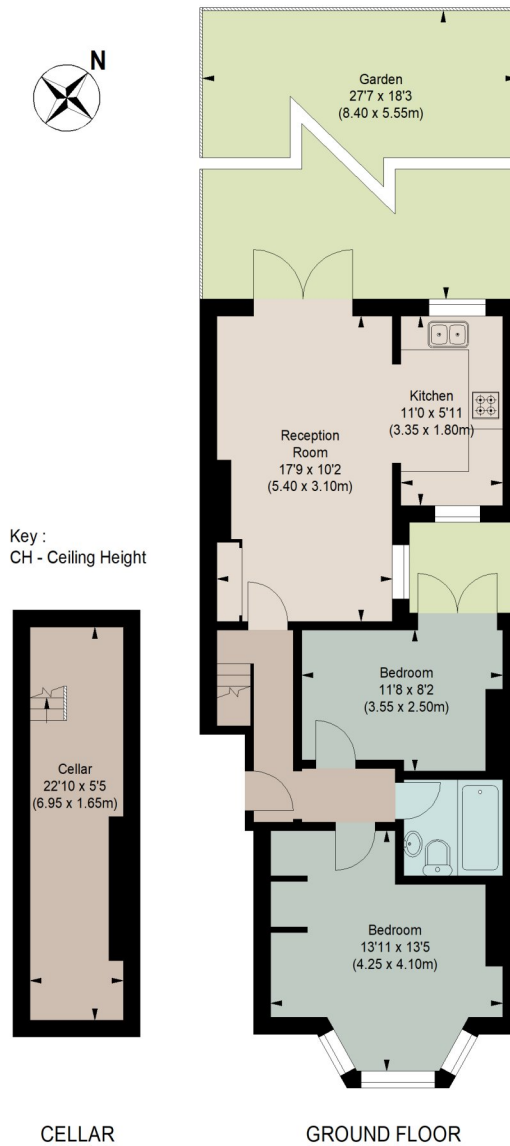 N
Garden
27'7 x 18'3
(8.40 x 5.55m)
Kitchen
11'0 x 5'11
(3.35 x 1.80m)
Reception
Room
17'9 x 10'2
(5.40 x 3.10m)
Key :
CH - Ceiling Height
Bedroom
11'8 x 8'2
(3.55 x 2.50m)
Cellar
22'10 x 5'5
(6.95 x 1.65m)
Bedroom
13'11 x 13'5
(4.25 x 4.10m)
CELLAR
GROUND FLOOR